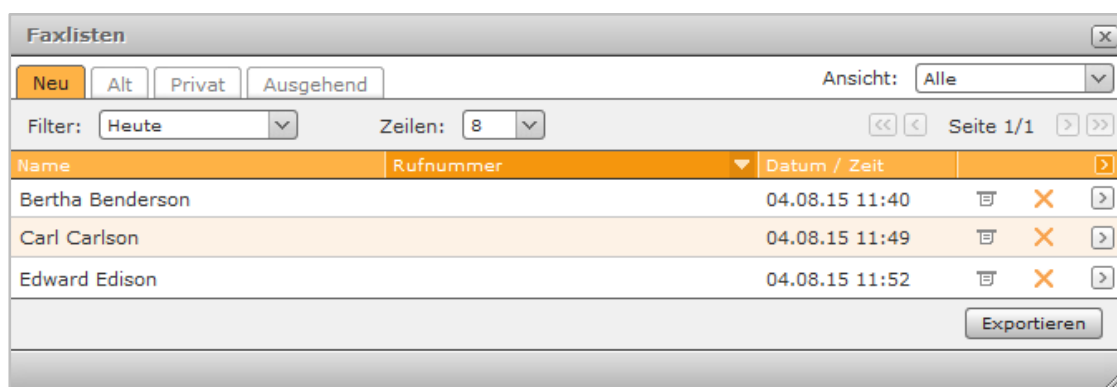 Faxlisten
Neu Alt Privat Ausgehend Ansicht: Alle
Filter: Heute Zeilen: 8 Seite 1/1
Name Rufnummer Datum / Zeit
Bertha Benderson 04.08.15 11:40
Carl Carlson 04.08.15 11:49
Edward Edison 04.08.15 11:52
Exportieren